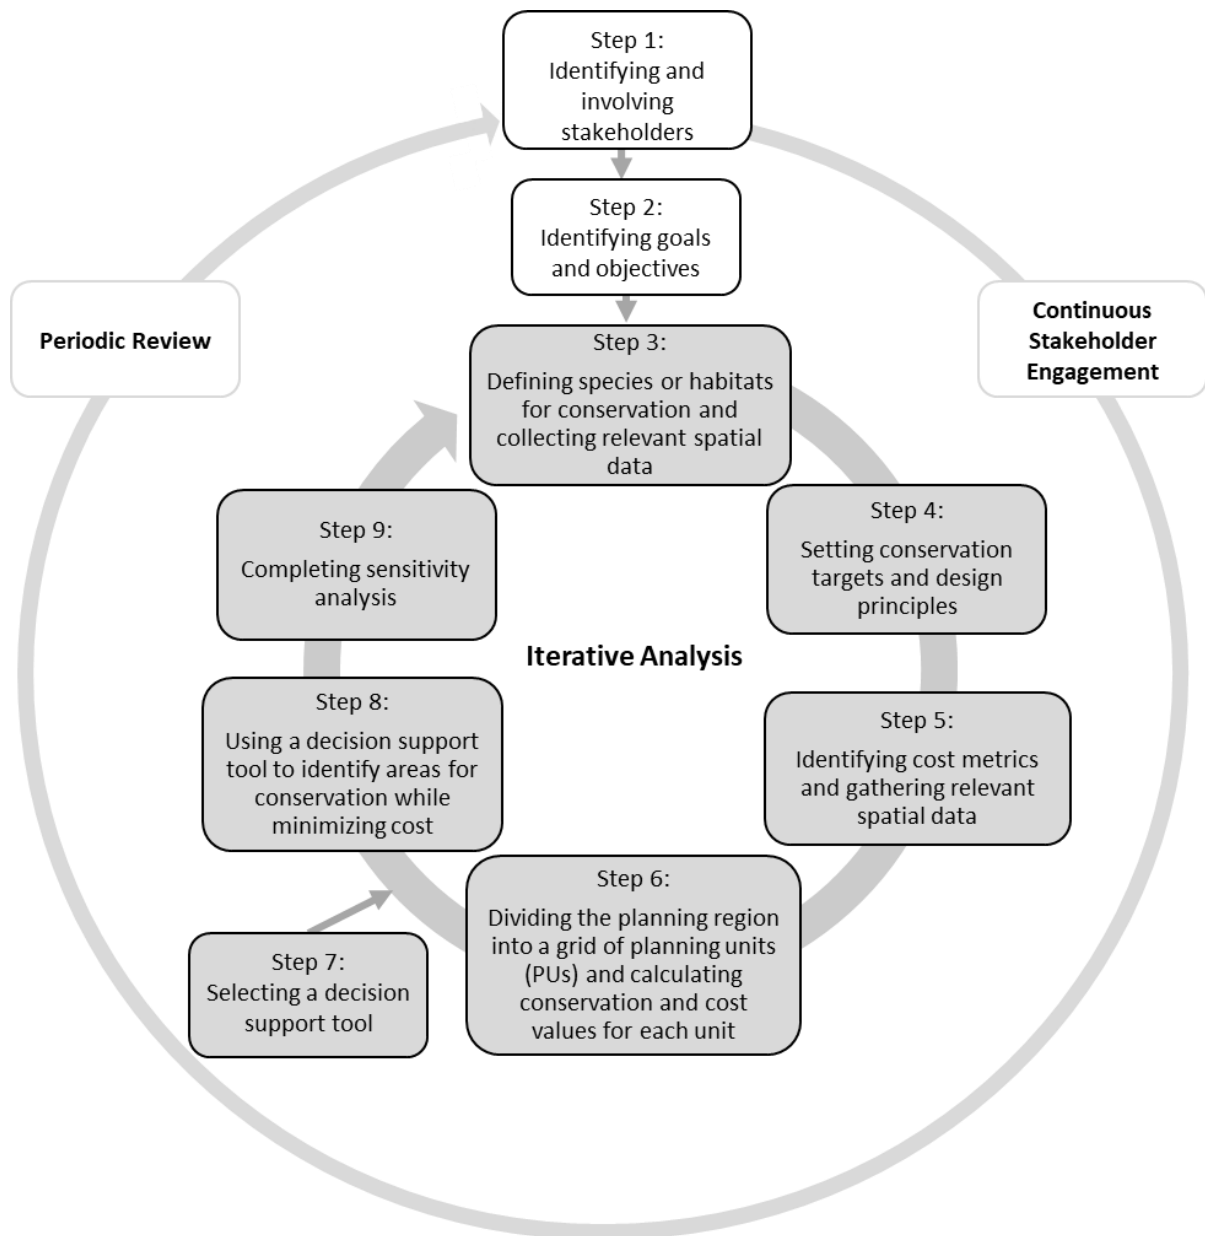 Step 1:
Identifying and
involving
stakeholders
Step 2:
Identifying goals
and objectives
Periodic Review
Continuous
Stakeholder
Engagement
Step 3:
Defining species or habitats
for conservation and
collecting relevant spatial
data
Step 4:
Setting conservation
targets and design
principles
Step 9:
Completing sensitivity
analysis
Iterative Analysis
Step 5:
Identifying cost metrics
and gathering relevant
spatial data
Step 8:
Using a decision support
tool to identify areas for
conservation while
minimizing cost
Step 6:
Dividing the planning region
into a grid of planning units
(PUs) and calculating
conservation and cost
values for each unit
Step 7:
Selecting a decision
support tool